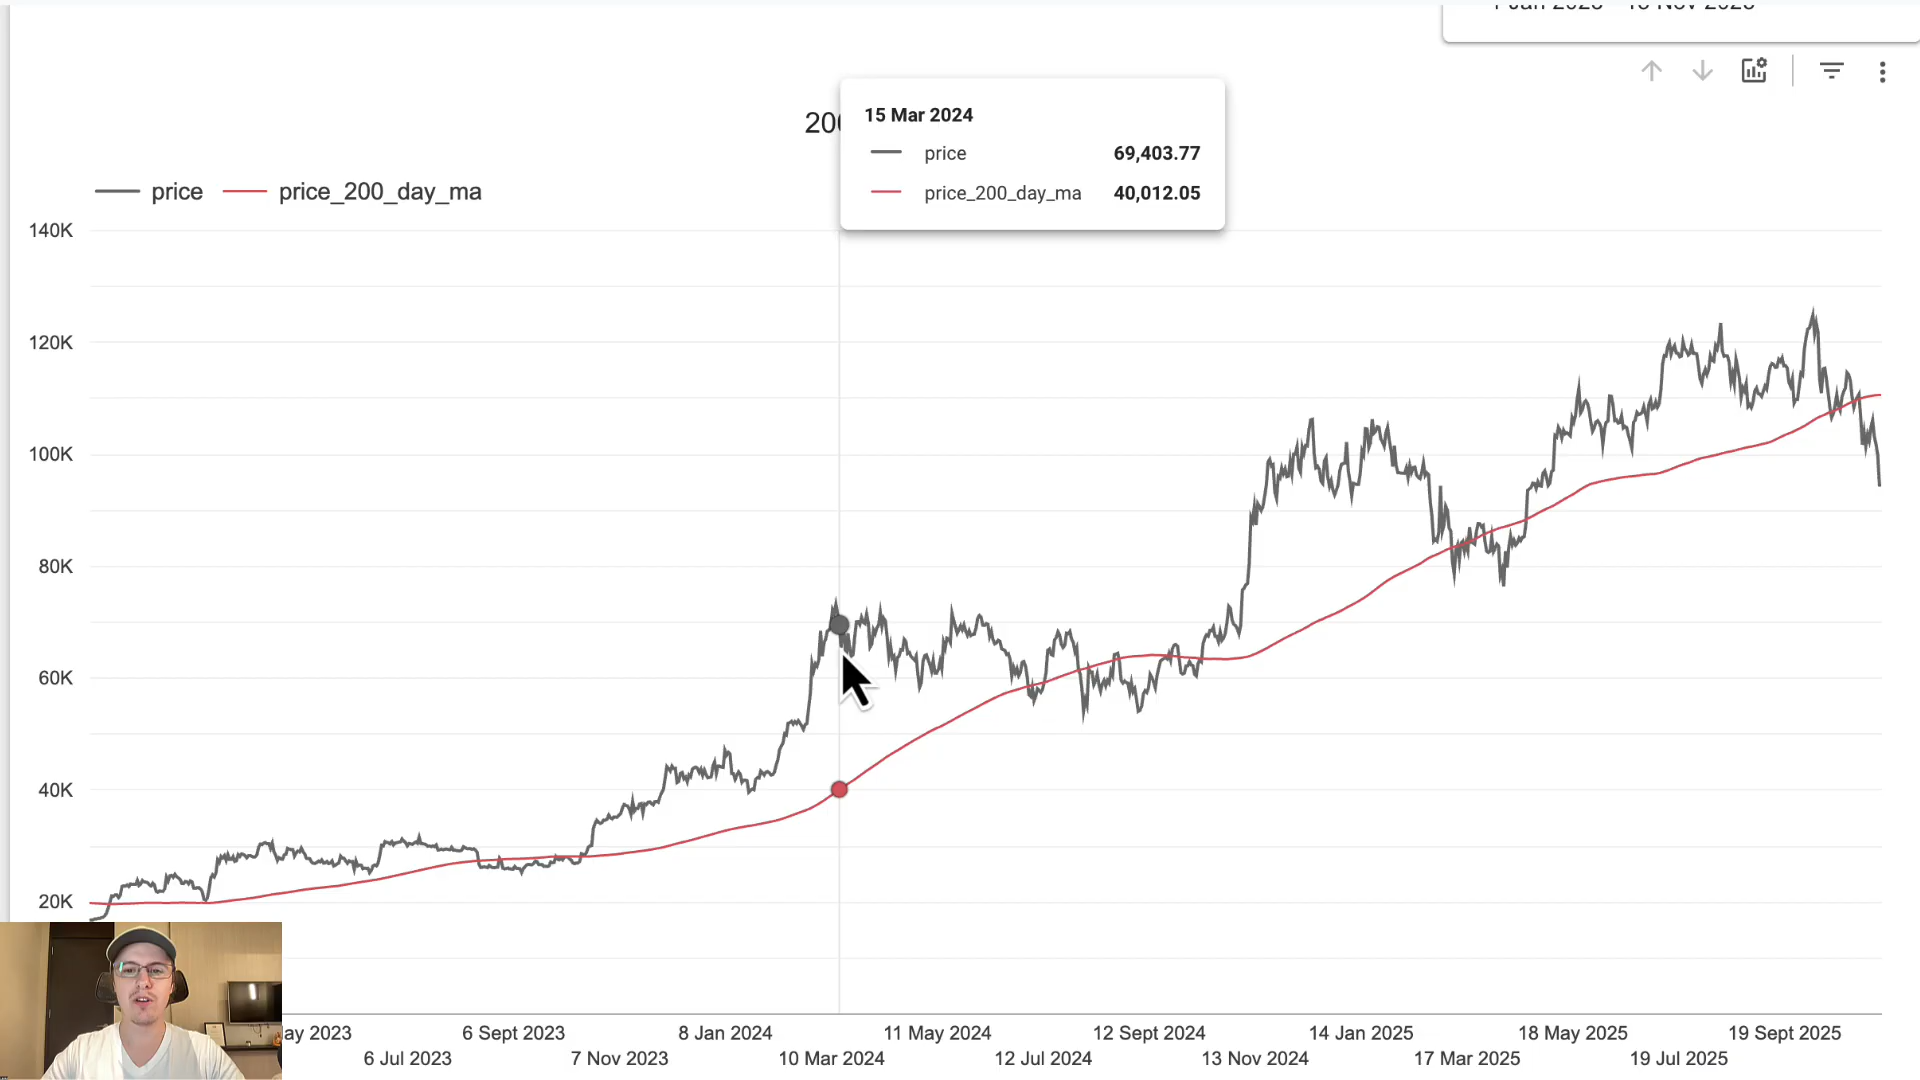 15 Mar 2024
price 69,403.77
price_200_day_ma 40,012.05
200
price price_200_day_ma
140K
120K
100K
80K
60K
40K
20K
ay 2023 6 Sept 2023 8 Jan 2024 11 May 2024 12 Sept 2024 14 Jan 2025 18 May 2025 19 Sept 2025
6 Jul 2023 7 Nov 2023 10 Mar 2024 12 Jul 2024 13 Nov 2024 17 Mar 2025 19 Jul 2025